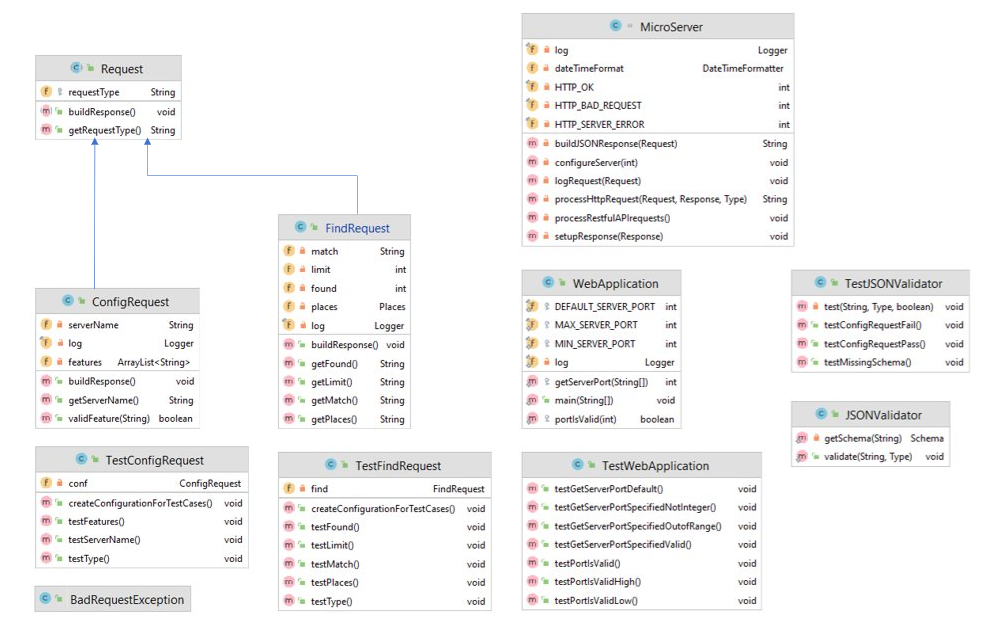 Request
requestType String
buildResponse() void
getRequestType() String
FindRequest
match String
limit int
found int
places Places
log Logger
buildResponse() void
getFound() String
getLimit() String
getMatch() String
getPlaces() String
ConfigRequest
serverName String
log Logger
features ArrayList<String>
buildResponse() void
getServerName() String
validFeature(String) boolean
TestConfigRequest
conf ConfigRequest
createConfigurationForTestCases() void
testFeatures() void
testServerName() void
testType() void
BadRequestException
TestFindRequest
find FindRequest
createConfigurationForTestCases() void
testFound() void
testLimit() void
testMatch() void
testPlaces() void
testType() void
MicroServer
log Logger
dateTimeFormat DateTimeFormatter
HTTP_OK int
HTTP_BAD_REQUEST int
HTTP_SERVER_ERROR int
buildJSONResponse(Request) String
configureServer(int) void
logRequest(Request) void
processHttpRequest(Request, Response, Type) String
processRestfulAPIrequests() void
setupResponse(Response) void
WebApplication
DEFAULT_SERVER_PORT int
MAX_SERVER_PORT int
MIN_SERVER_PORT int
log Logger
getServerPort(String[]) int
main(String[]) void
portIsValid(int) boolean
TestWebApplication
testGetServerPortDefault() void
testGetServerPortSpecifiedNotInteger() void
testGetServerPortSpecifiedOutofRange() void
testGetServerPortSpecifiedValid() void
testPortIsValid() void
testPortIsValidHigh() void
testPortIsValidLow() void
TestJSONValidator
test(String, Type, boolean) void
testConfigRequestFail() void
testConfigRequestPass() void
testMissingSchema() void
JSONValidator
getSchema(String) Schema
validate(String, Type) void